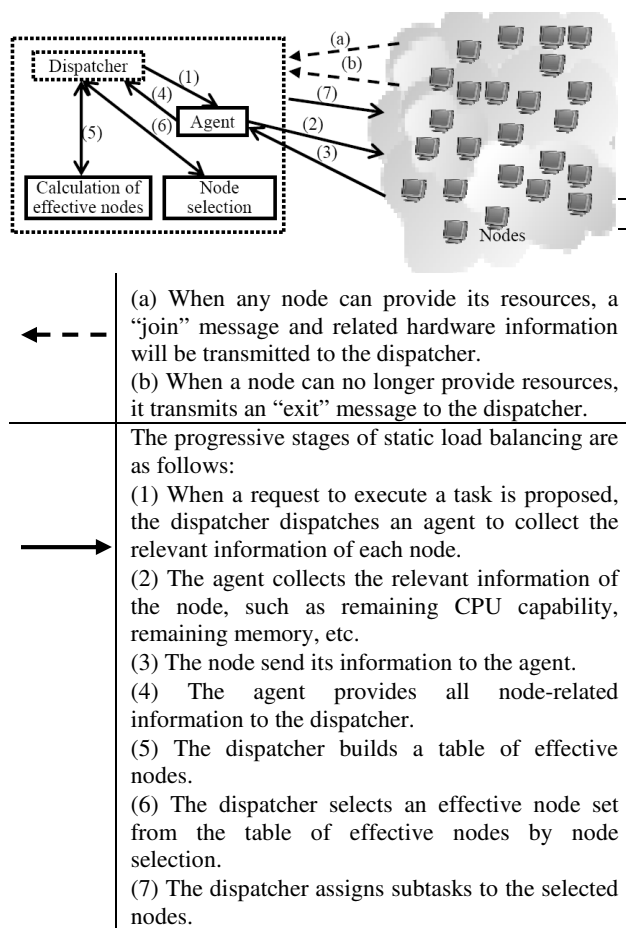 (a)
Dispatcher
(1)
(b)
(4)
(7)
Agent
(2)
(5)
(6)
(3)
Calculation of
effective nodes
Node
selection
Nodes
(a) When any node can provide its resources, a
“join” message and related hardware information
will be transmitted to the dispatcher.
(b) When a node can no longer provide resources,
it transmits an “exit” message to the dispatcher.
The progressive stages of static load balancing are
as follows:
(1) When a request to execute a task is proposed,
the dispatcher dispatches an agent to collect the
relevant information of each node.
(2) The agent collects the relevant information of
the node, such as remaining CPU capability,
remaining memory, etc.
(3) The node send its information to the agent.
(4) The agent provides all node-related
information to the dispatcher.
(5) The dispatcher builds a table of effective
nodes.
(6) The dispatcher selects an effective node set
from the table of effective nodes by node
selection.
(7) The dispatcher assigns subtasks to the selected
nodes.